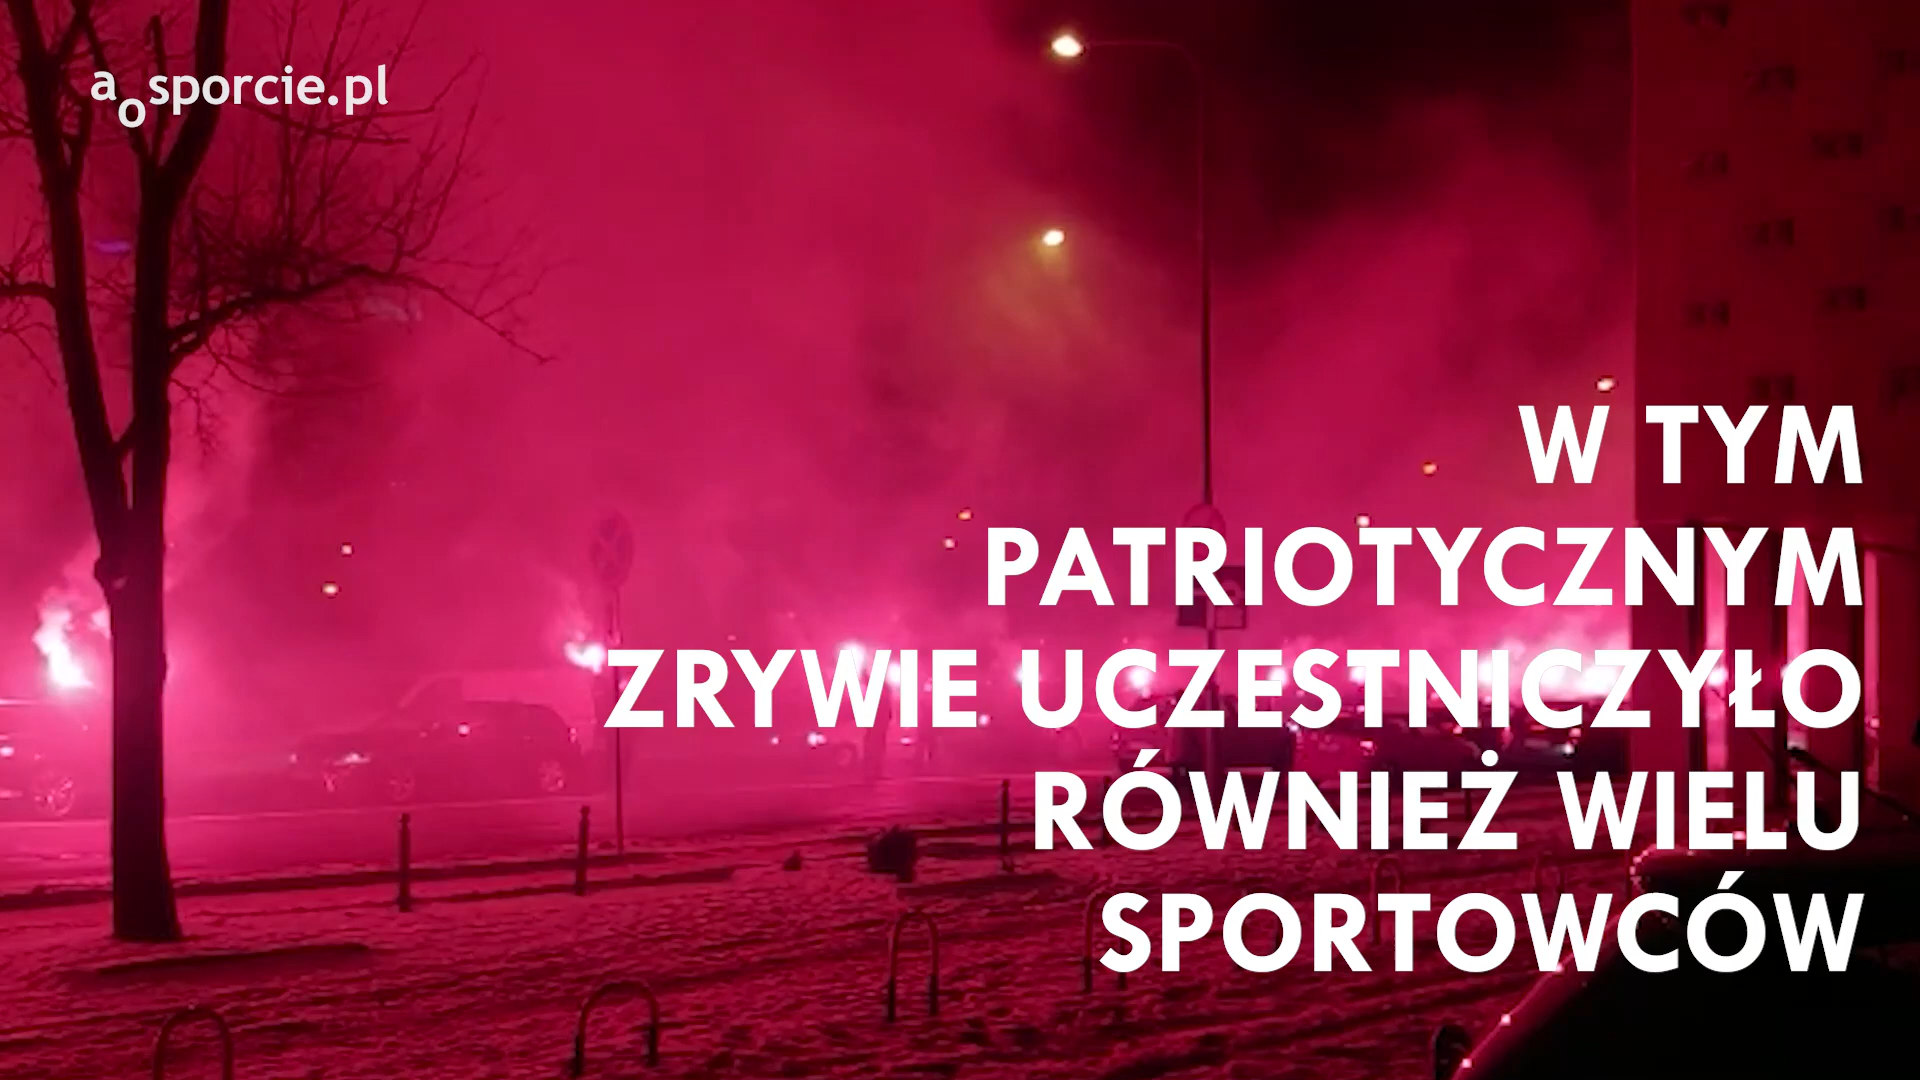 aosporcie.pl
W TYM
PATRIOTYCZNYM
ZRYWIE UCZESTNICZYŁO
RÓWNIEŻ WIELU
SPORTOWCÓW